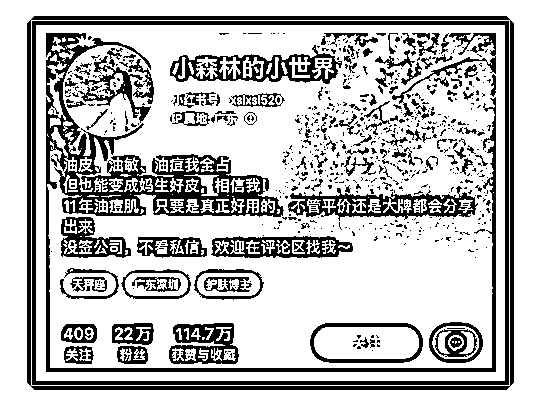 小森林的小世界
小红书号 xslxsl520
IP属地:广东
油皮、油敏、油痘我全占
但也能变成妈生好皮，相信我！
11年油痘肌，只要是真正好用的，不管平价还是大牌都会分享
出来
没签公司，不看私信，欢迎在评论区找我～
天秤座 广东深圳 护肤博主
409 22万 114.7万
关注 粉丝 获赞与收藏